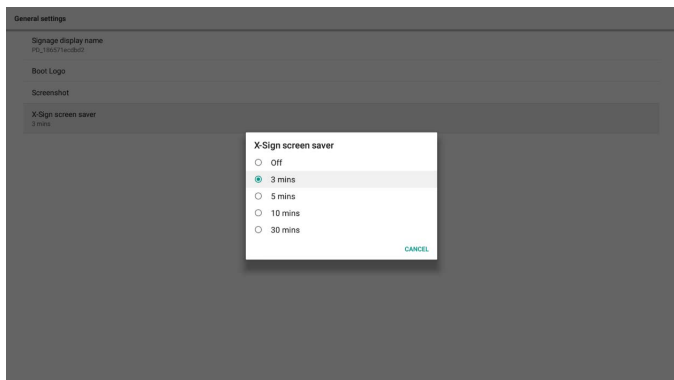 General settings
Signage display name
X-Sign screen saver
Boot Logo
Screenshot
X-Sign screen saver
3 mins
Off
3 mins
5 mins
10 mins
30 mins
CANCEL